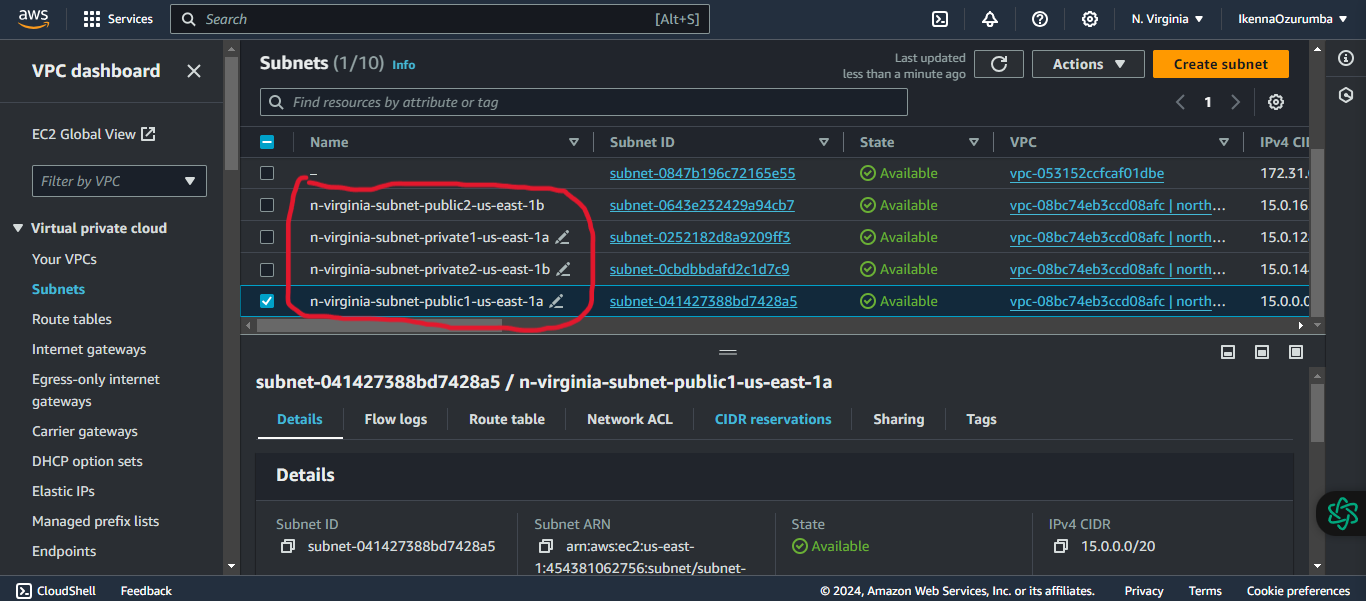 aws
Services
Search
[Alt+S]
N. Virginia
IkennaOzurumba
VPC dashboard
EC2 Global View
Filter by VPC
Virtual private cloud
Your VPCs
Subnets
Route tables
Internet gateways
Egress-only internet
gateways
Carrier gateways
DHCP option sets
Elastic IPs
Managed prefix lists
Endpoints
Subnets (1/10) Info
Last updated
less than a minute ago
Actions
Create subnet
Find resources by attribute or tag
1
Name Subnet ID State VPC IPv4 CI
– subnet-0847b196c72165e55 Available vpc-053152ccfcaf01dbe 172.31.
n-virginia-subnet-public2-us-east-1b subnet-0643e232429a94cb7 Available vpc-08bc74eb3ccd08afc | north... 15.0.16
n-virginia-subnet-private1-us-east-1a subnet-0252182d8a9209ff3 Available vpc-08bc74eb3ccd08afc | north... 15.0.12
n-virginia-subnet-private2-us-east-1b subnet-0cbdbbdafd2c1d7c9 Available vpc-08bc74eb3ccd08afc | north... 15.0.14
n-virginia-subnet-public1-us-east-1a subnet-041427388bd7428a5 Available vpc-08bc74eb3ccd08afc | north... 15.0.0.0
subnet-041427388bd7428a5 / n-virginia-subnet-public1-us-east-1a
Details Flow logs Route table Network ACL CIDR reservations Sharing Tags
Details
Subnet ID
subnet-041427388bd7428a5
Subnet ARN
arn:aws:ec2:us-east-
1:454381062756:subnet/subnet-
State
Available
IPv4 CIDR
15.0.0.0/20
CloudShell Feedback © 2024, Amazon Web Services, Inc. or its affiliates. Privacy Terms Cookie preferences